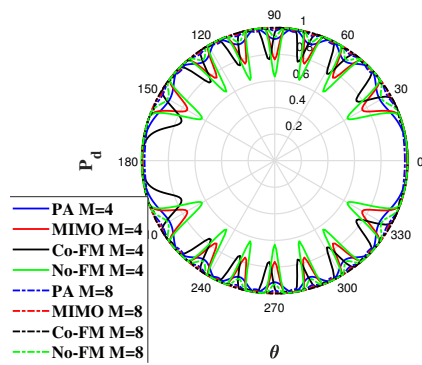 90
120
1
60
0.8
150
0.6
30
0.4
0.2
P_d
180
0
PA M=4
MIMO M=4
330
Co-FM M=4
0
No-FM M=4
PA M=8
240
300
MIMO M=8
270
Co-FM M=8
No-FM M=8
θ